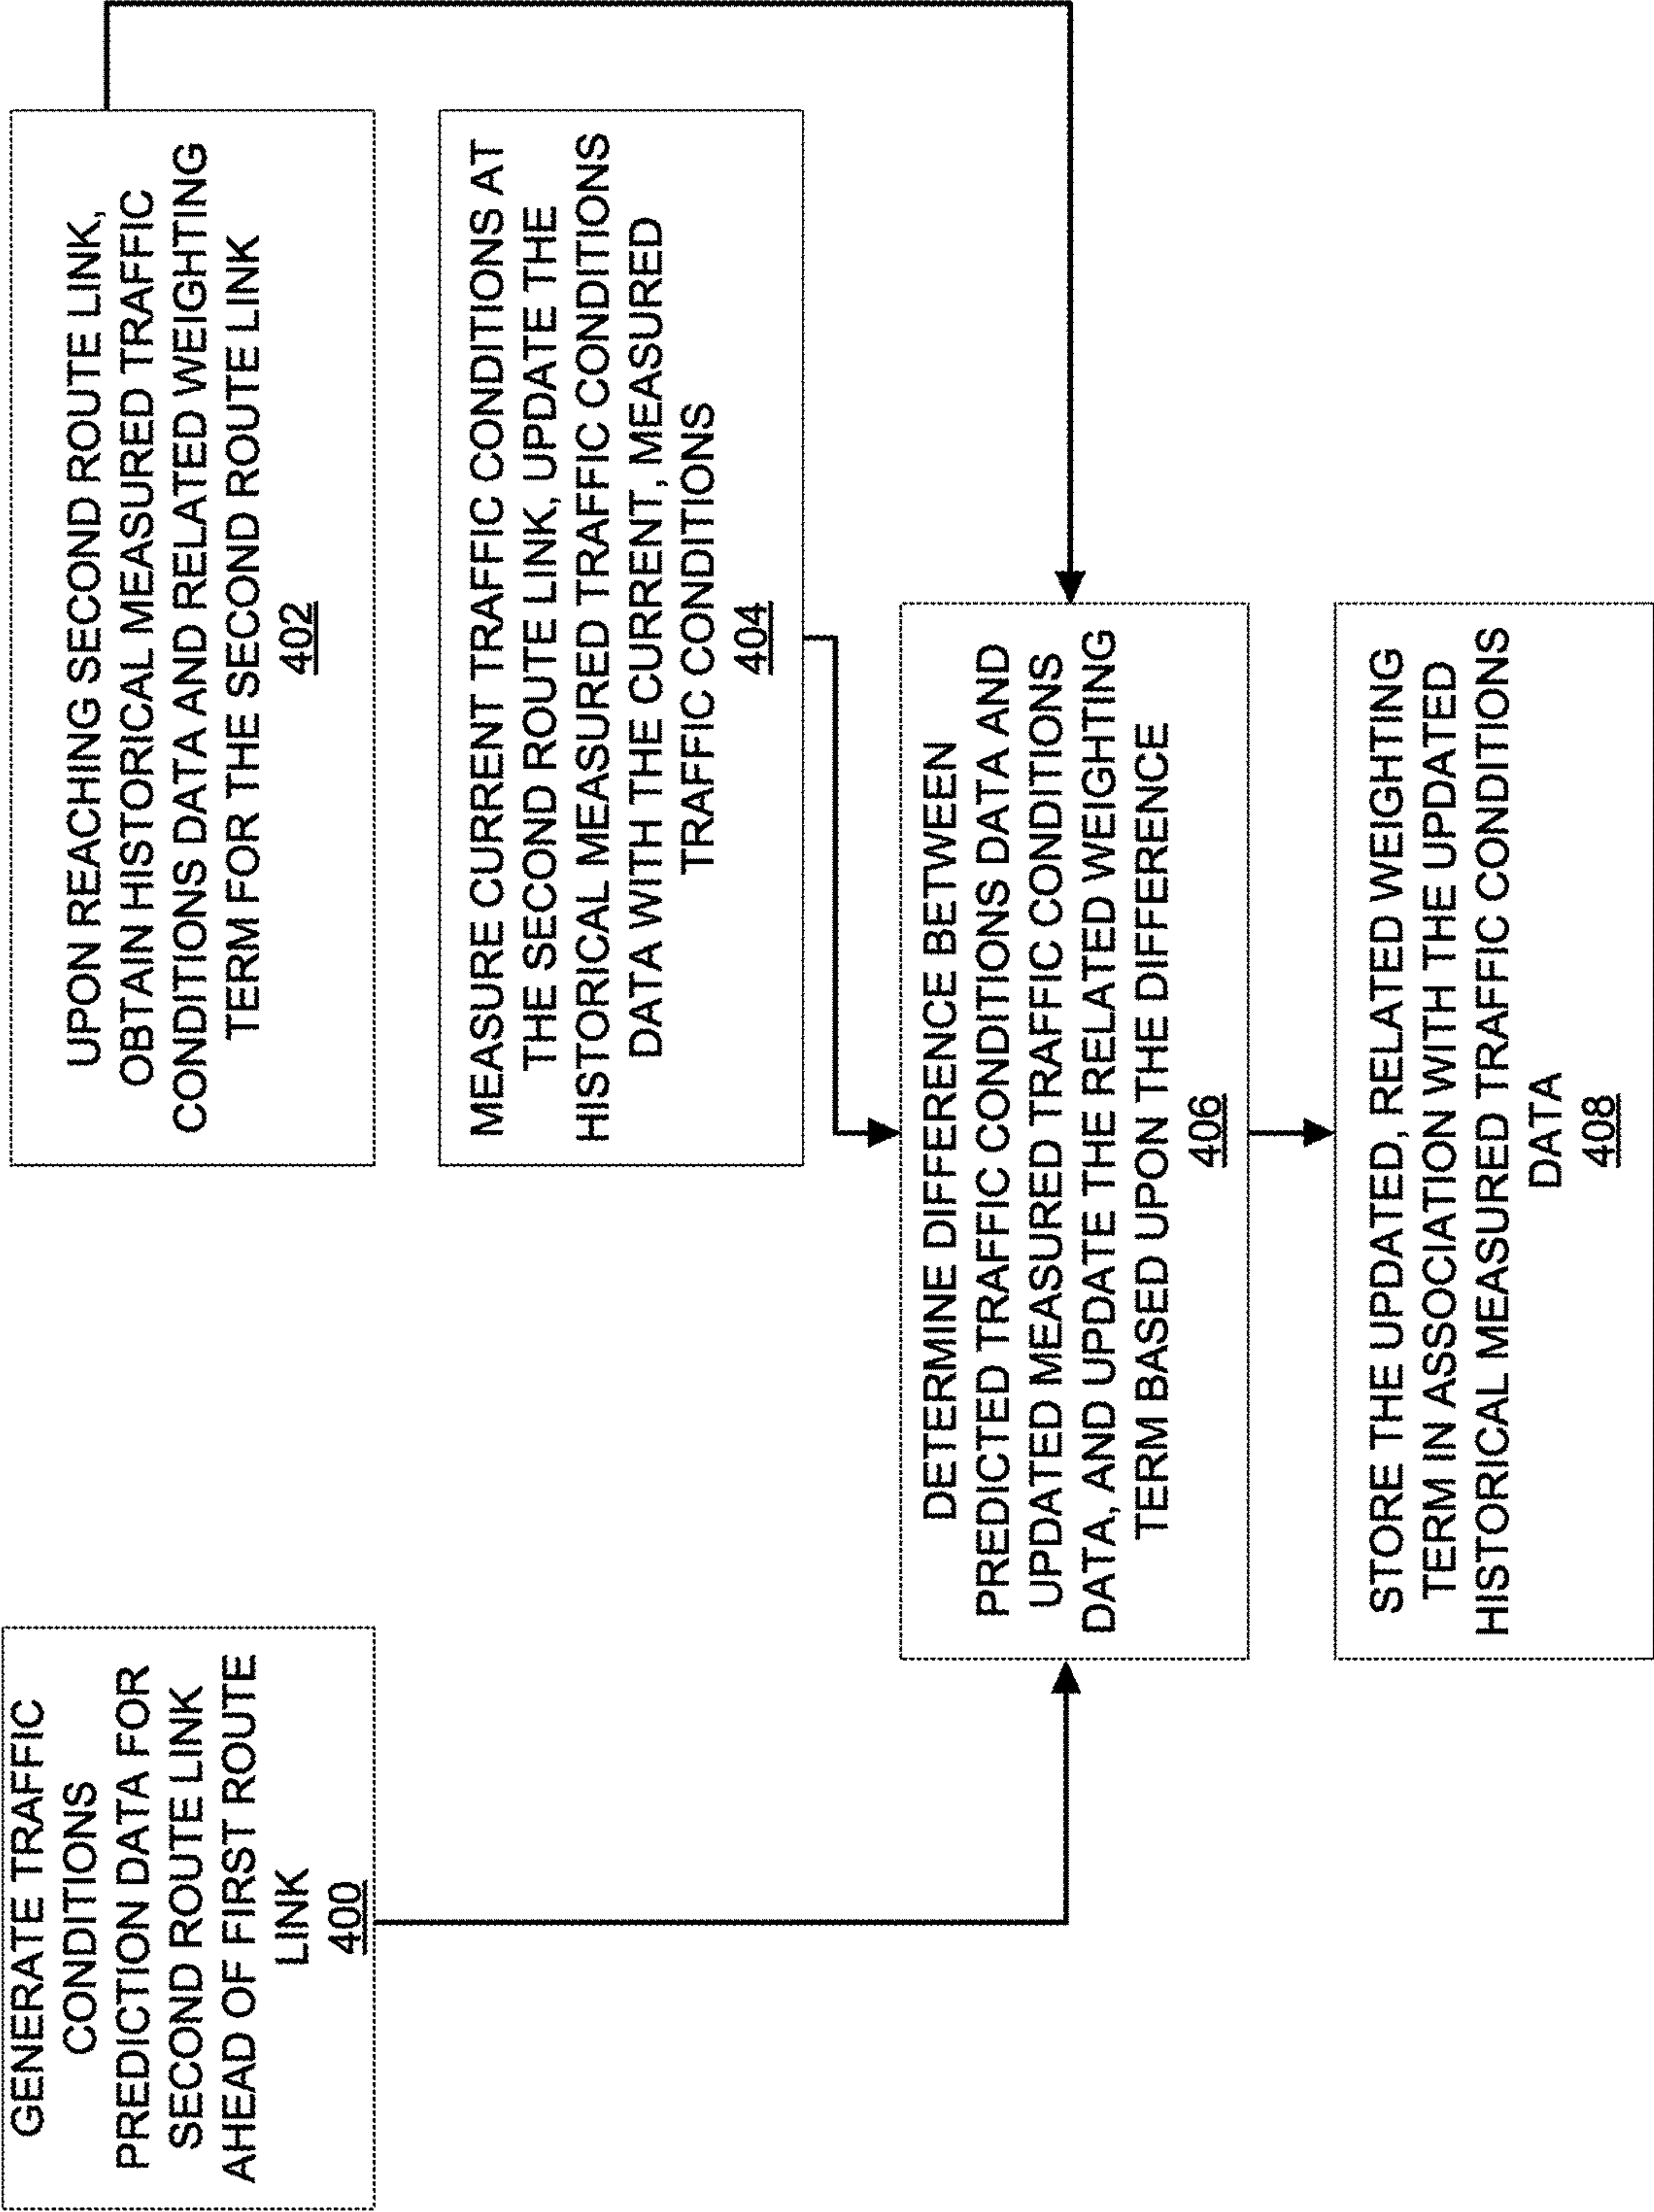 GENERATE TRAFFIC
CONDITIONS
PREDICTION DATA FOR
SECOND ROUTE LINK
AHEAD OF FIRST ROUTE
LINK
400
UPON REACHING SECOND ROUTE LINK,
OBTAIN HISTORICAL MEASURED TRAFFIC
CONDITIONS DATA AND RELATED WEIGHTING
TERM FOR THE SECOND ROUTE LINK
402
MEASURE CURRENT TRAFFIC CONDITIONS AT
THE SECOND ROUTE LINK, UPDATE THE
HISTORICAL MEASURED TRAFFIC CONDITIONS
DATA WITH THE CURRENT, MEASURED
TRAFFIC CONDITIONS
404
DETERMINE DIFFERENCE BETWEEN
PREDICTED TRAFFIC CONDITIONS DATA AND
UPDATED MEASURED TRAFFIC CONDITIONS
DATA, AND UPDATE THE RELATED WEIGHTING
TERM BASED UPON THE DIFFERENCE
406
STORE THE UPDATED, RELATED WEIGHTING
TERM IN ASSOCIATION WITH THE UPDATED
HISTORICAL MEASURED TRAFFIC CONDITIONS
DATA
408